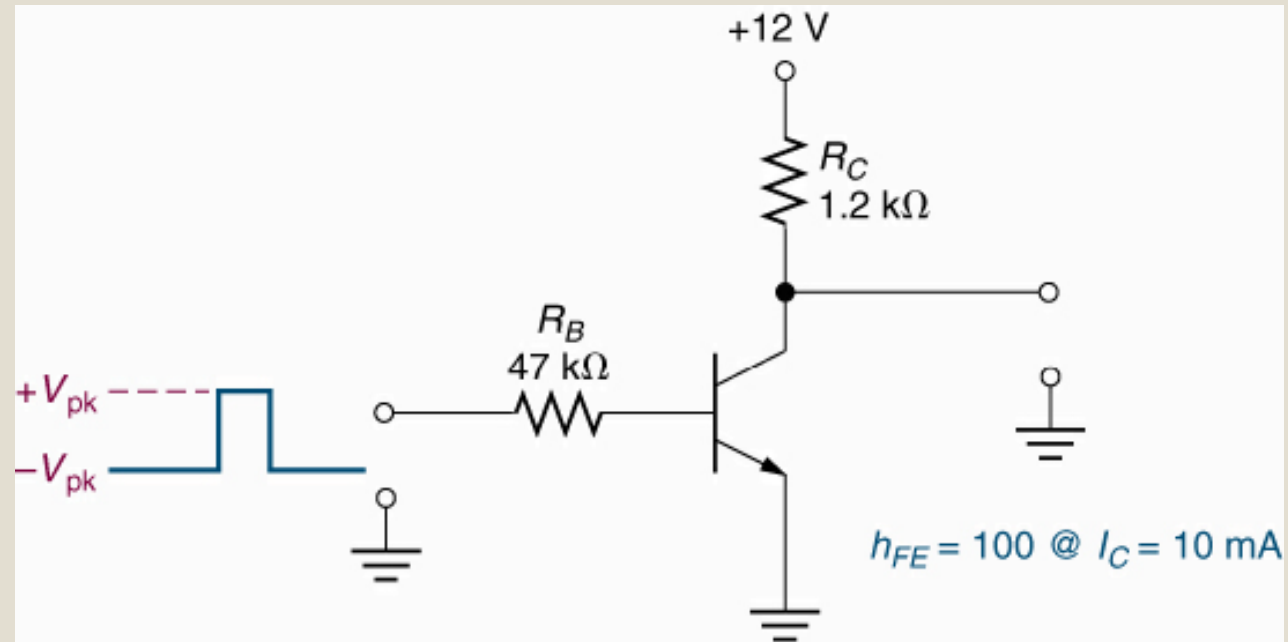 +12 V
R_C
1.2 kΩ
R_B
47 kΩ
+V_pk
−V_pk
h_FE = 100 @ I_C = 10 mA